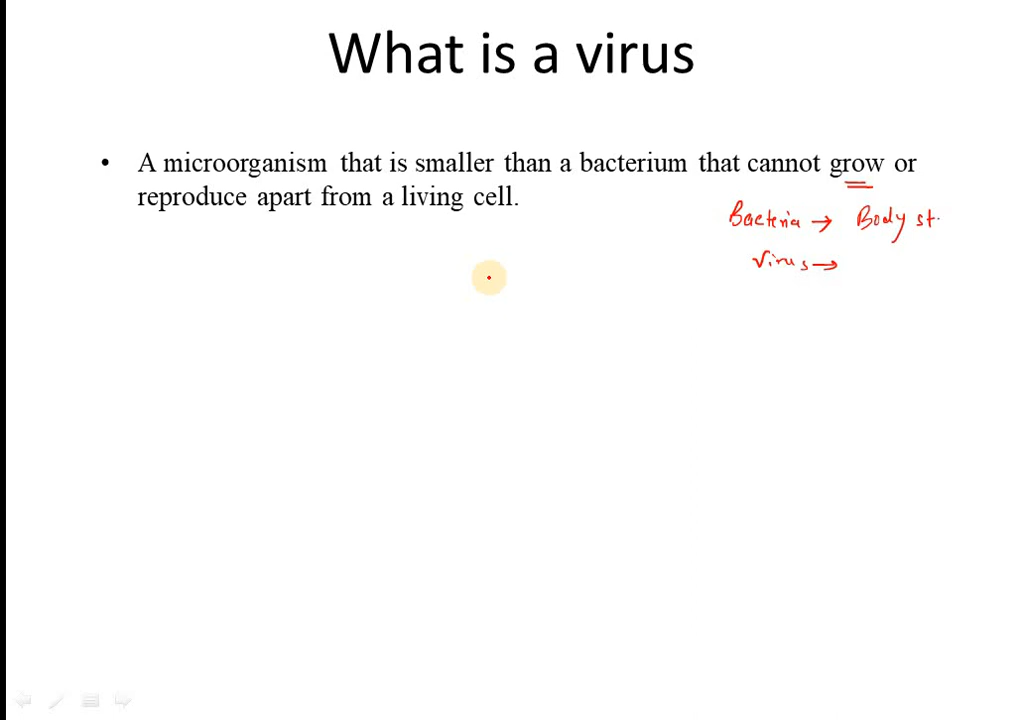 What is a virus
• A microorganism that is smaller than a bacterium that cannot grow or
reproduce apart from a living cell.
Bacteria → Body st.
Virus →